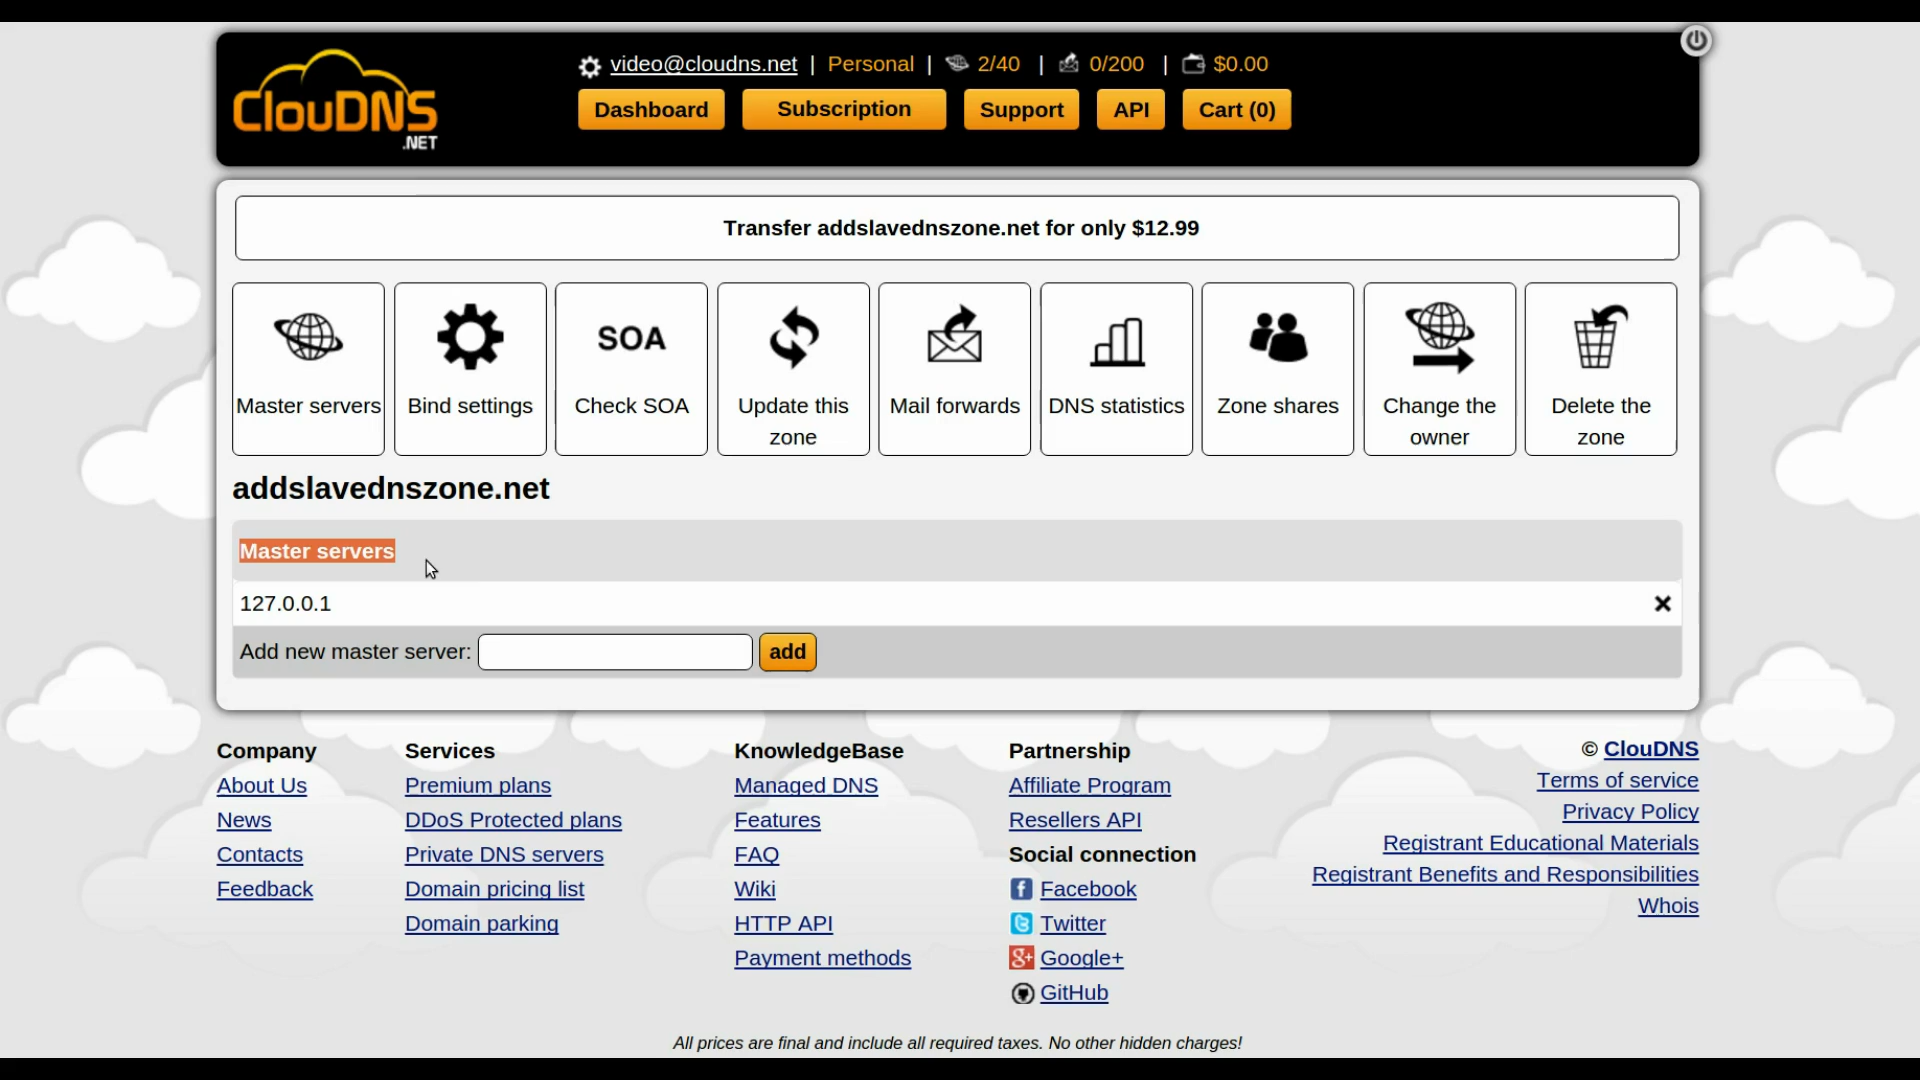 ClouDNS
.NET
video@cloudns.net | Personal | 2/40 | 0/200 | $0.00
Dashboard Subscription Support API Cart (0)
Transfer addslavednszone.net for only $12.99
SOA
Master servers Bind settings Check SOA Update this zone Mail forwards DNS statistics Zone shares Change the owner Delete the zone
addslavednszone.net
Master servers
127.0.0.1
Add new master server: add
Company
About Us
News
Contacts
Feedback
Services
Premium plans
DDoS Protected plans
Private DNS servers
Domain pricing list
Domain parking
KnowledgeBase
Managed DNS
Features
FAQ
Wiki
HTTP API
Payment methods
Partnership
Affiliate Program
Resellers API
Social connection
Facebook
Twitter
Google+
GitHub
© ClouDNS
Terms of service
Privacy Policy
Registrant Educational Materials
Registrant Benefits and Responsibilities
Whois
All prices are final and include all required taxes. No other hidden charges!